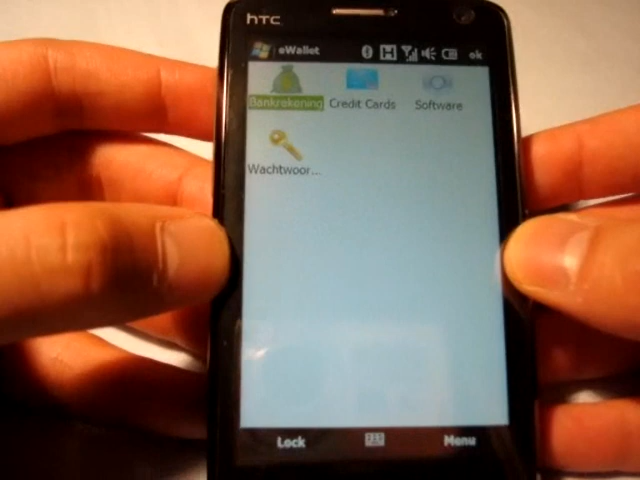 hTC
eWallet H ok
Bankrekening Credit Cards Software
Wachtwoor...
Lock Menu